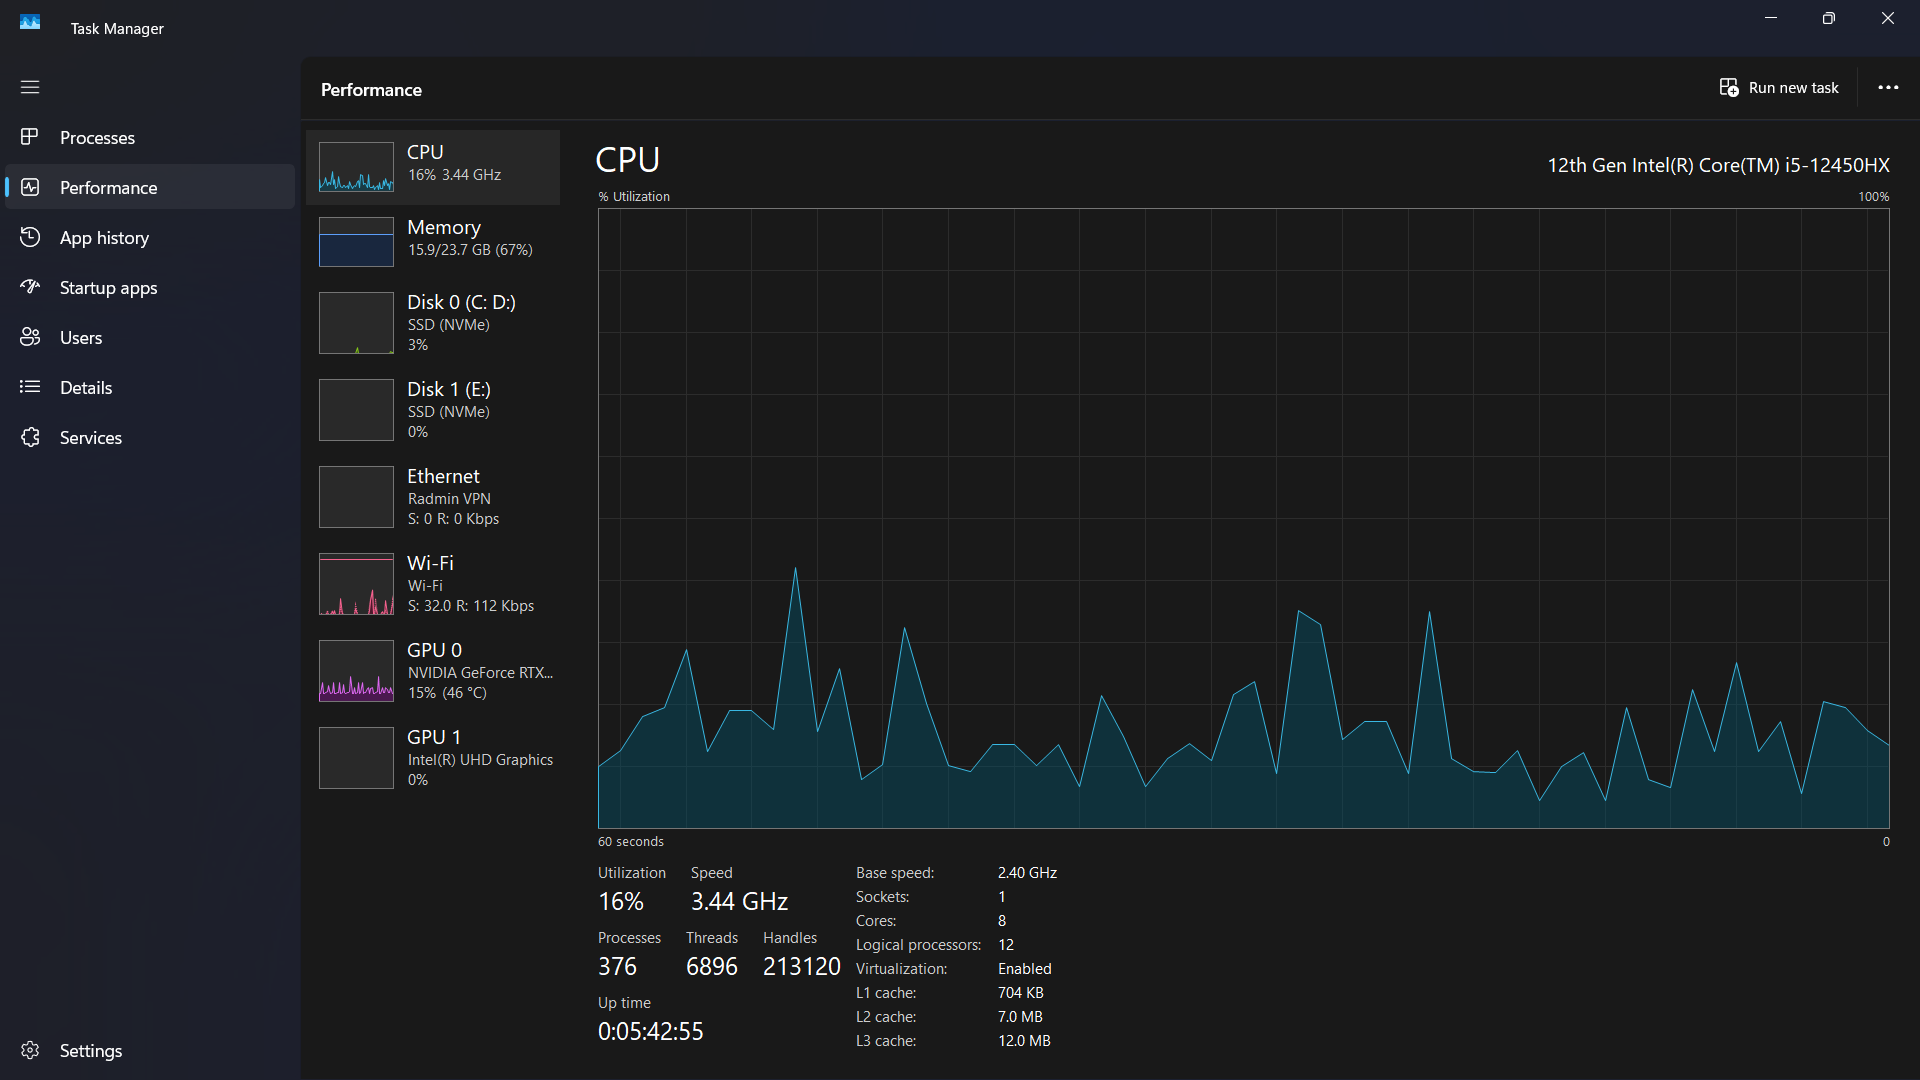 Task Manager
Processes
Performance
App history
Startup apps
Users
Details
Services
Settings
Performance
Run new task
CPU
16% 3.44 GHz
Memory
15.9/23.7 GB (67%)
Disk 0 (C: D:)
SSD (NVMe)
3%
Disk 1 (E:)
SSD (NVMe)
0%
Ethernet
Radmin VPN
S: 0 R: 0 Kbps
Wi-Fi
Wi-Fi
S: 32.0 R: 112 Kbps
GPU 0
NVIDIA GeForce RTX...
15% (46 °C)
GPU 1
Intel(R) UHD Graphics
0%
CPU
12th Gen Intel(R) Core(TM) i5-12450HX
% Utilization
100%
60 seconds
0
Utilization Speed
16% 3.44 GHz
Processes Threads Handles
376 6896 213120
Up time
0:05:42:55
Base speed: 2.40 GHz
Sockets: 1
Cores: 8
Logical processors: 12
Virtualization: Enabled
L1 cache: 704 KB
L2 cache: 7.0 MB
L3 cache: 12.0 MB